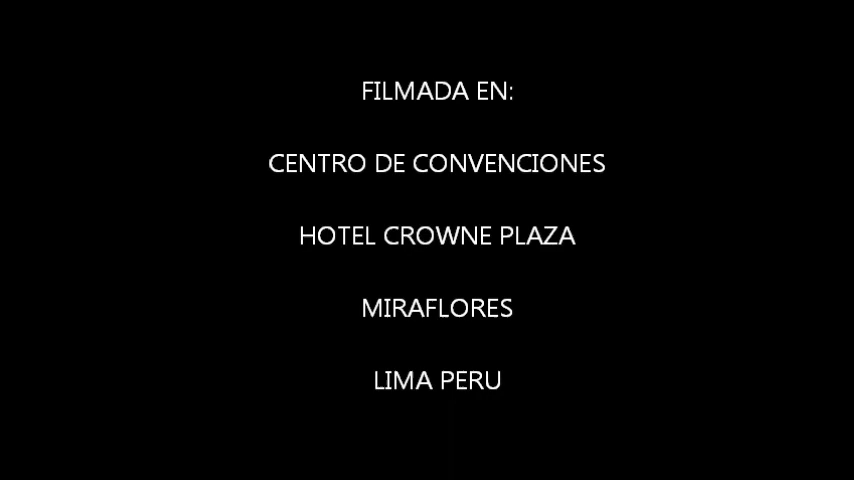 FILMADA EN:
CENTRO DE CONVENCIONES
HOTEL CROWNE PLAZA
MIRAFLORES
LIMA PERU